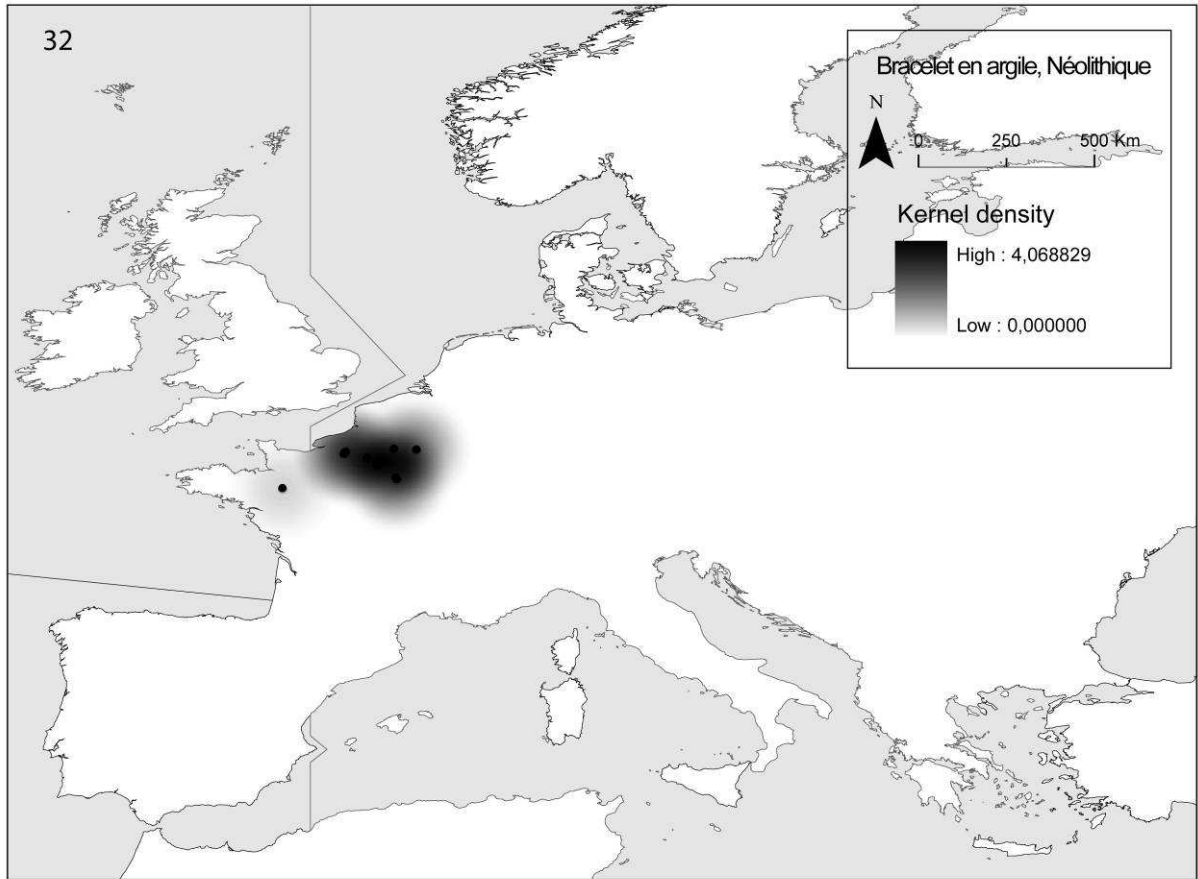 32
Bracelet en argile, Néolithique
N
0 250 500 Km
Kernel density
High : 4,068829
Low : 0,000000